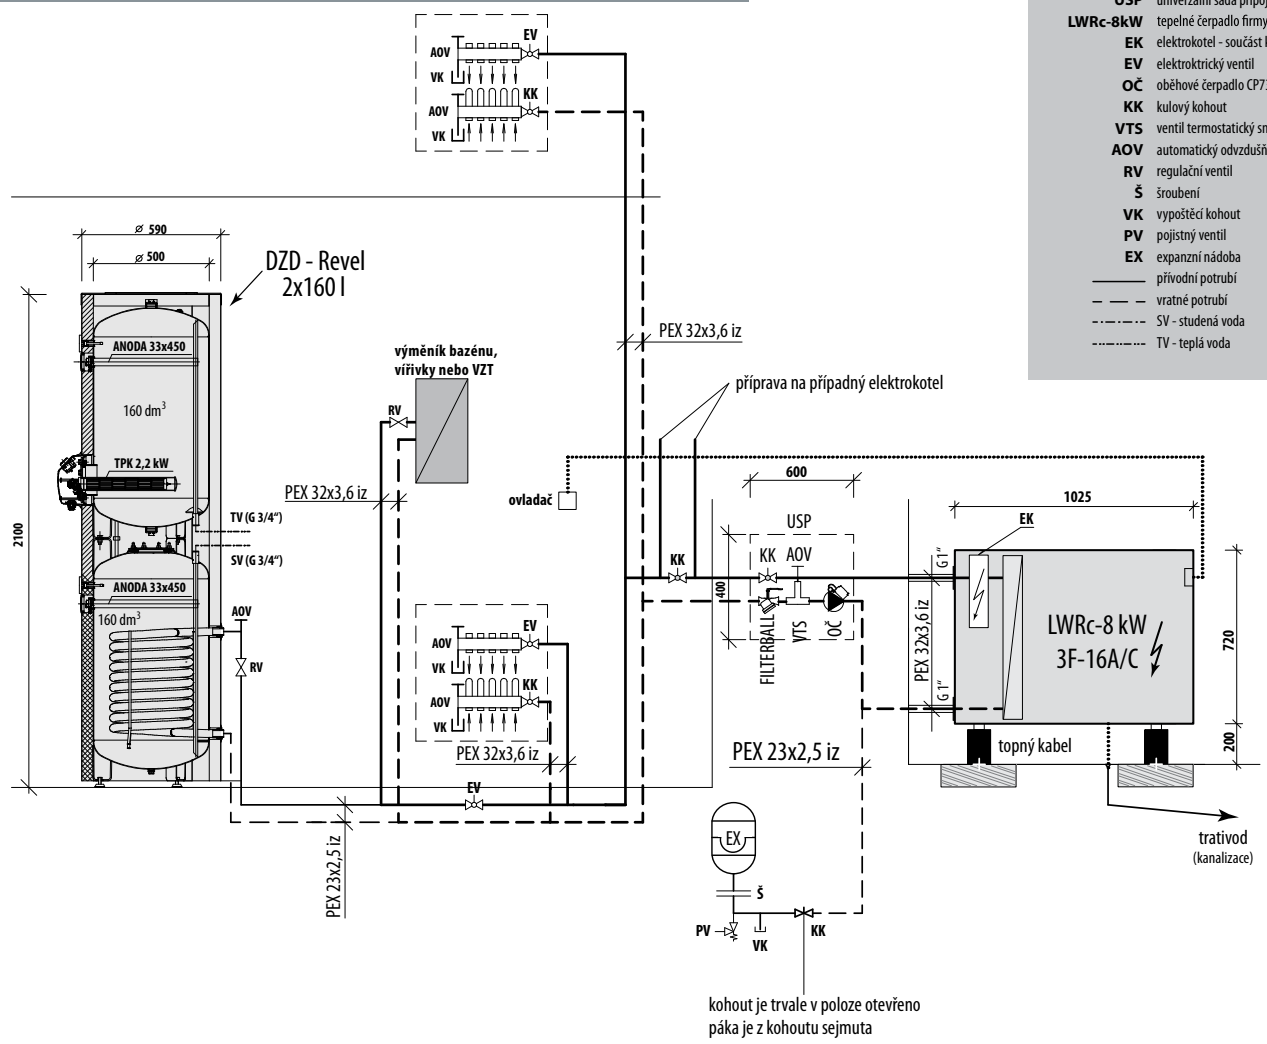 USP univerzální sada
LWRc-8kW tepelné čerpadlo firmy
EK elektrokotel - součást
EV elektroktrický ventil
OČ oběhové čerpadlo
KK kulový kohout
VTS ventil termostatický
AOV automatický
RV regulační ventil
Š šroubení
VK vypoštěcí kohout
PV pojistný ventil
EX expanzní nádoba
přívodní potrubí
vratné potrubí
SV - studená voda
TV - teplá voda
AOV
EV
VK
KK
AOV
VK
⌀ 590
⌀ 500
DZD - Revel
2x160 l
2100
ANODA 33x450
160 dm³
TPK 2,2 kW
TV (G 3/4“)
SV (G 3/4“)
ANODA 33x450
160 dm³
AOV
RV
výměník bazénu,
vířivky nebo VZT
RV
PEX 32x3,6 iz
PEX 32x3,6 iz
příprava na případný elektrokotel
ovladač
600
USP
400
KK
KK AOV
FILTERBALL
VTS
OČ
1025
EK
G 1“
PEX 32x3,6 iz
G 1“
LWRc-8 kW
3F-16A/C
720
200
topný kabel
trativod
(kanalizace)
AOV
EV
VK
KK
AOV
VK
PEX 32x3,6 iz
EV
PEX 23x2,5 iz
PEX 23x2,5 iz
EX
Š
PV
VK
KK
kohout je trvale v poloze otevřeno
páka je z kohoutu sejmuta